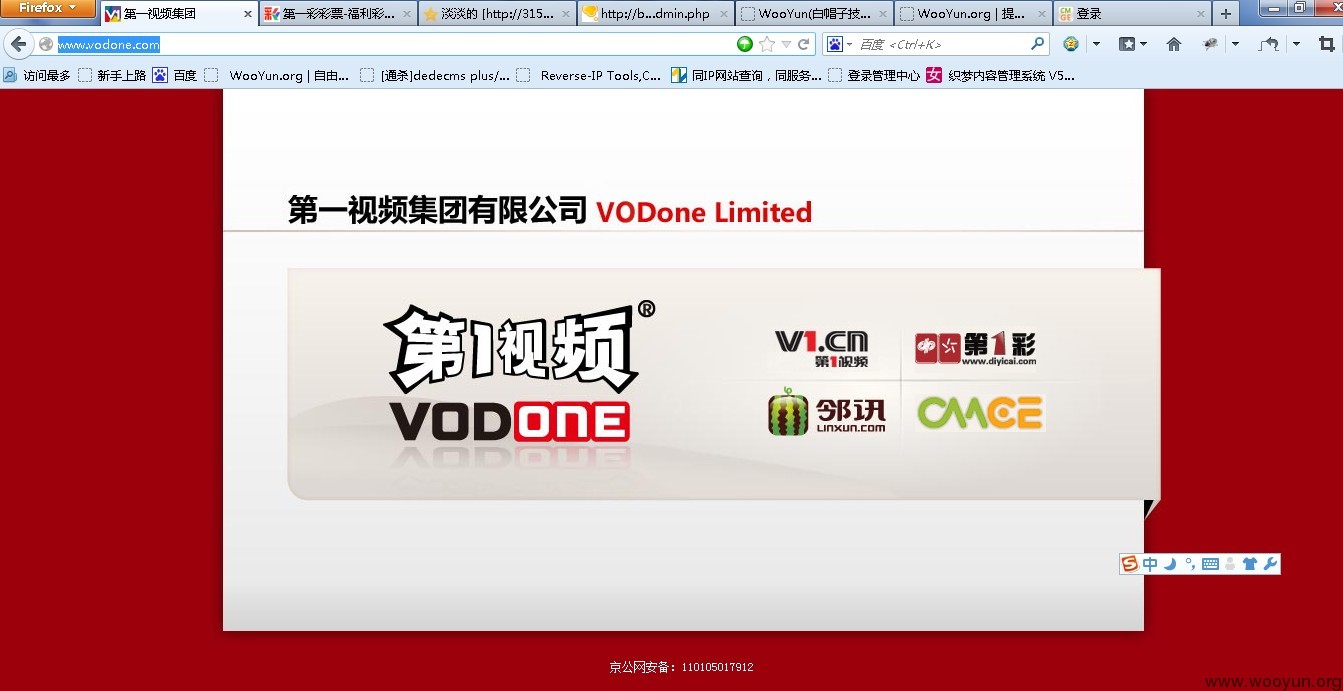 Firefox
第一视频集团
第一彩彩票-福利彩...
淡淡的 [http://315...
http://b...dmin.php
WooYun(白帽子技...
WooYun.org | 提...
CM GE 登录
www.vodone.com
百度 <Ctrl+K>
访问最多
新手上路
百度
WooYun.org | 自由...
[通杀]dedecms plus/...
Reverse-IP Tools,C...
同IP网站查询，同服务...
登录管理中心
女 织梦内容管理系统 V5...
第一视频集团有限公司 VODone Limited
第1视频®
VODONE
V1.CN
第1视频
第1彩
www.diyicai.com
邻讯
LINXUN.COM
CMGE
S 中
京公网安备：110105017912
www.wooyun.org